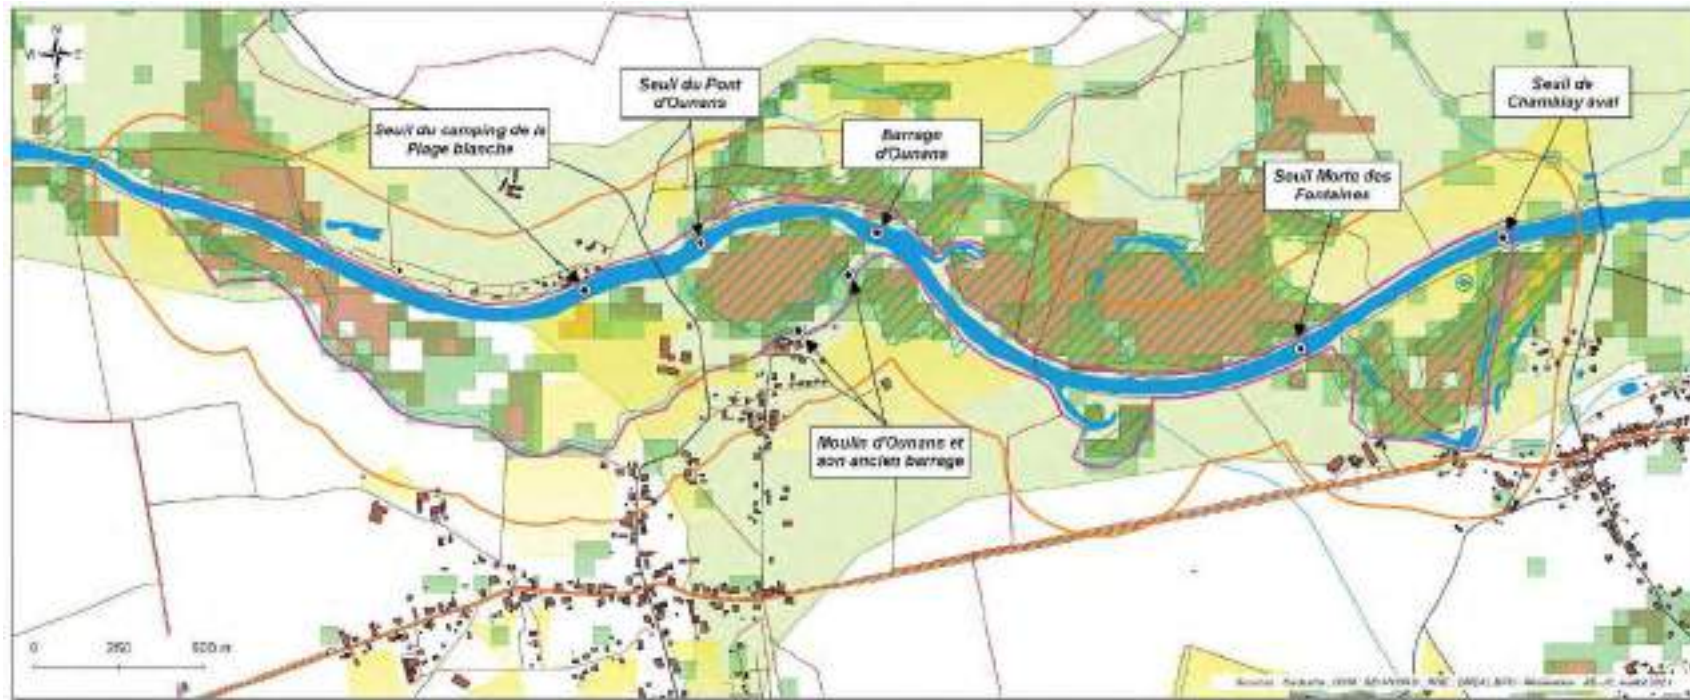 N
E
S
Seuil du camping de la
Plage blanche
Seuil du Pont
d'Ounans
Barrage
d'Ounans
Seuil Morte des
Fontaines
Seuil de
Chamblay aval
Moulin d'Ounans et
son ancien barrage
0 250 500 m